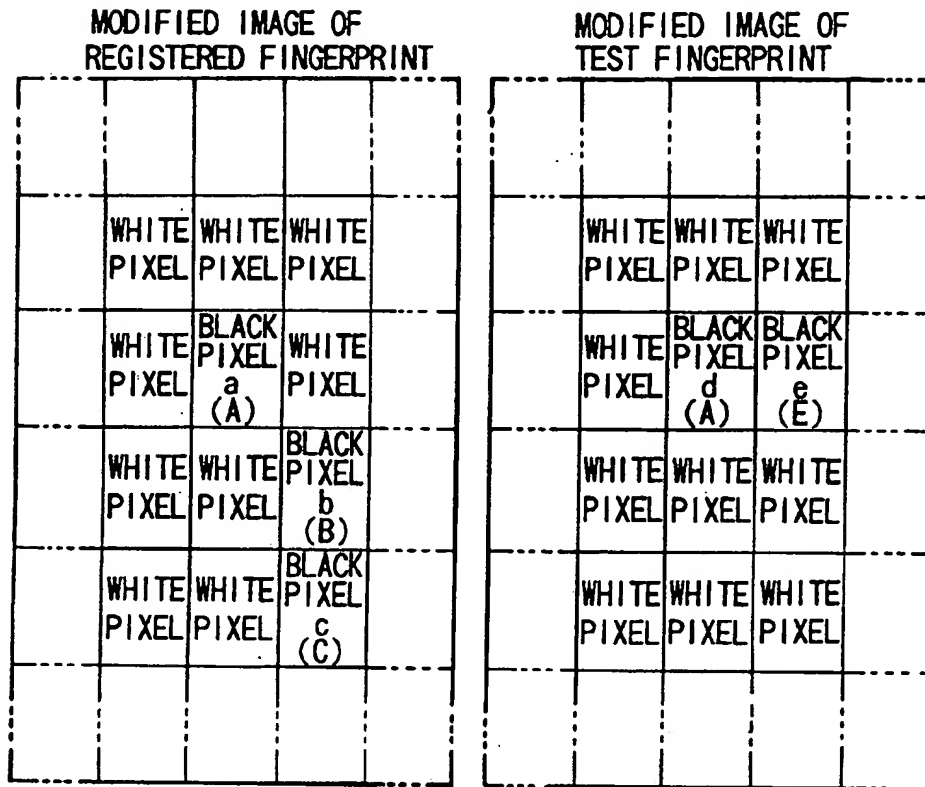 MODIFIED IMAGE OF
REGISTERED FINGERPRINT
WHITE PIXEL
WHITE PIXEL
WHITE PIXEL
WHITE PIXEL
BLACK PIXEL a (A)
WHITE PIXEL
WHITE PIXEL
WHITE PIXEL
BLACK PIXEL b (B)
WHITE PIXEL
WHITE PIXEL
BLACK PIXEL c (C)
MODIFIED IMAGE OF
TEST FINGERPRINT
WHITE PIXEL
WHITE PIXEL
WHITE PIXEL
WHITE PIXEL
BLACK PIXEL d (A)
BLACK PIXEL e (E)
WHITE PIXEL
WHITE PIXEL
WHITE PIXEL
WHITE PIXEL
WHITE PIXEL
WHITE PIXEL